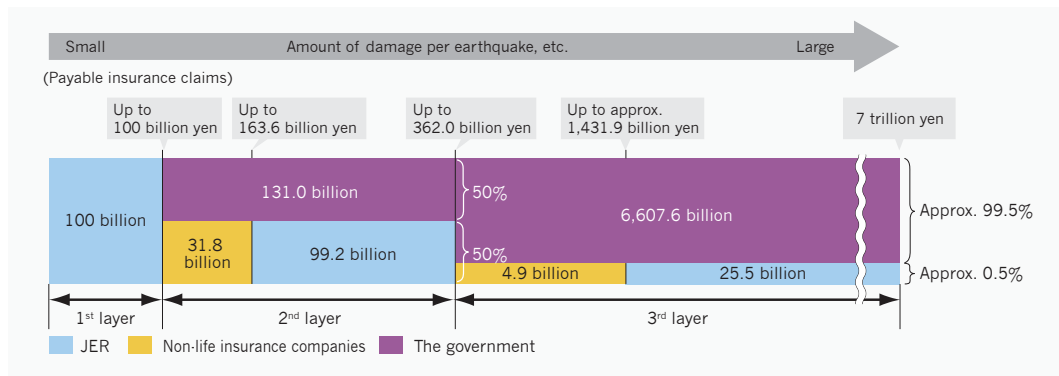 Small
Amount of damage per earthquake, etc.
Large
(Payable insurance claims)
Up to
100 billion yen
Up to
163.6 billion yen
Up to
362.0 billion yen
Up to approx.
1,431.9 billion yen
7 trillion yen
100 billion
131.0 billion
31.8
billion
99.2 billion
50%
50%
6,607.6 billion
4.9 billion
25.5 billion
Approx. 99.5%
Approx. 0.5%
1st layer
2nd layer
3rd layer
JER
Non-life insurance companies
The government